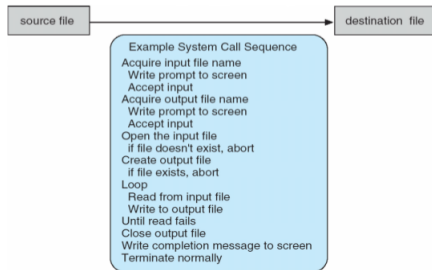 source file
destination file
Example System Call Sequence
Acquire input file name
Write prompt to screen
Accept input
Acquire output file name
Write prompt to screen
Accept input
Open the input file
if file doesn't exist, abort
Create output file
if file exists, abort
Loop
Read from input file
Write to output file
Until read fails
Close output file
Write completion message to screen
Terminate normally